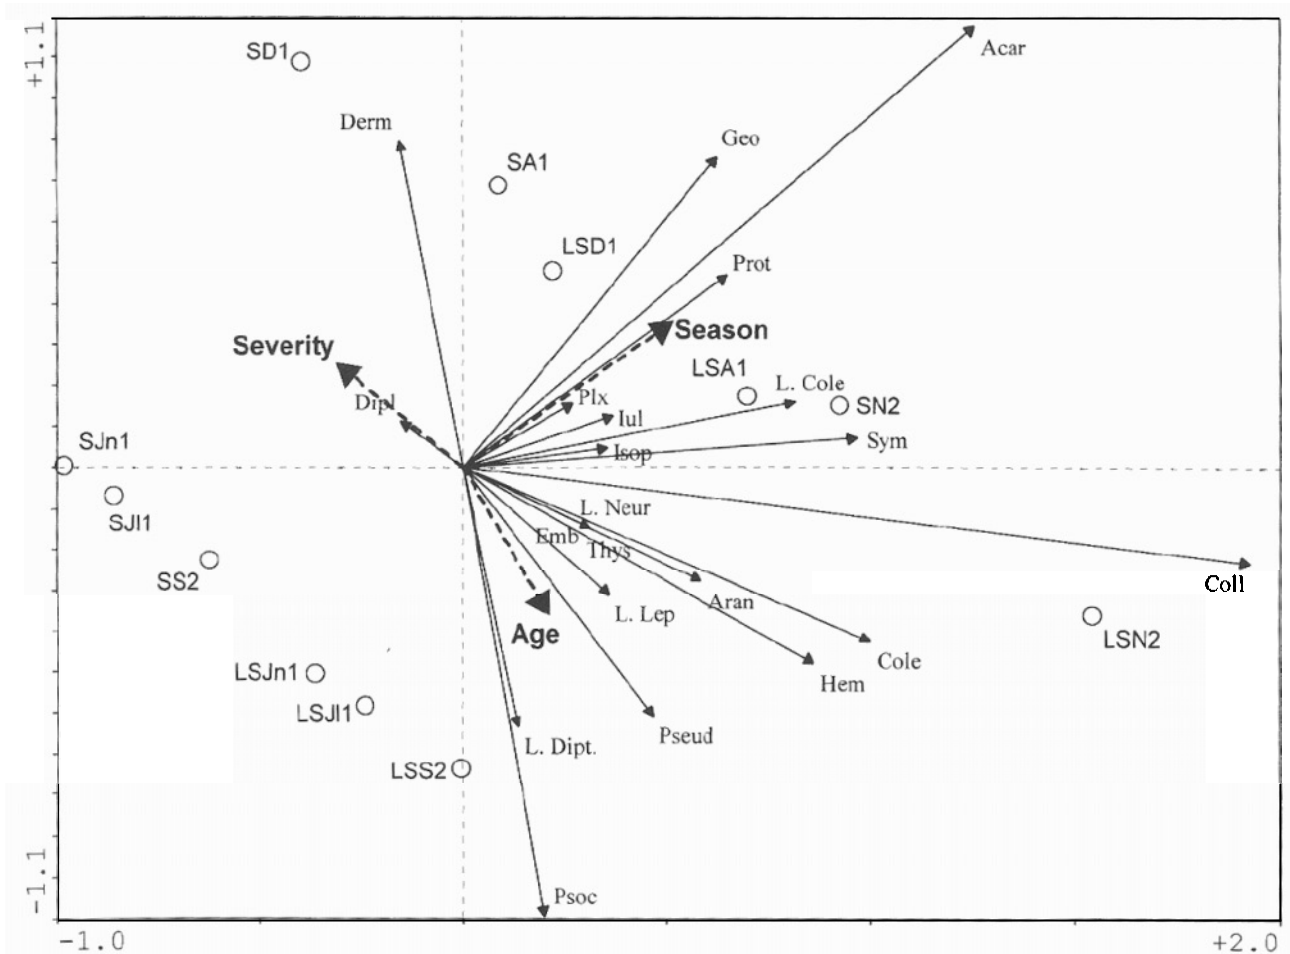 +1.1
SD1
Acar
Derm
Geo
SA1
LSD1
Prot
Season
Severity
LSA1
L. Cole
Dipl
Plx
SN2
Iul
SJn1
Sym
Isop
L. Neur
SJl1
Emb
Thys
SS2
Coll
Aran
L. Lep
Age
LSN2
Cole
LSJn1
Hem
LSJl1
Pseud
L. Dipt.
LSS2
-1.1
Psoc
-1.0
+2.0